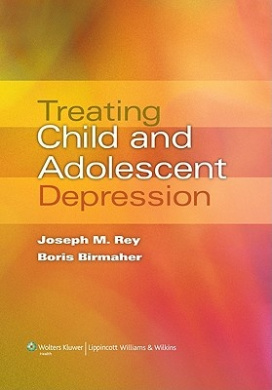 Treating
Child and
Adolescent
Depression
Joseph M. Rey
Boris Birmaher
Wolters Kluwer | Lippincott Williams & Wilkins
Health